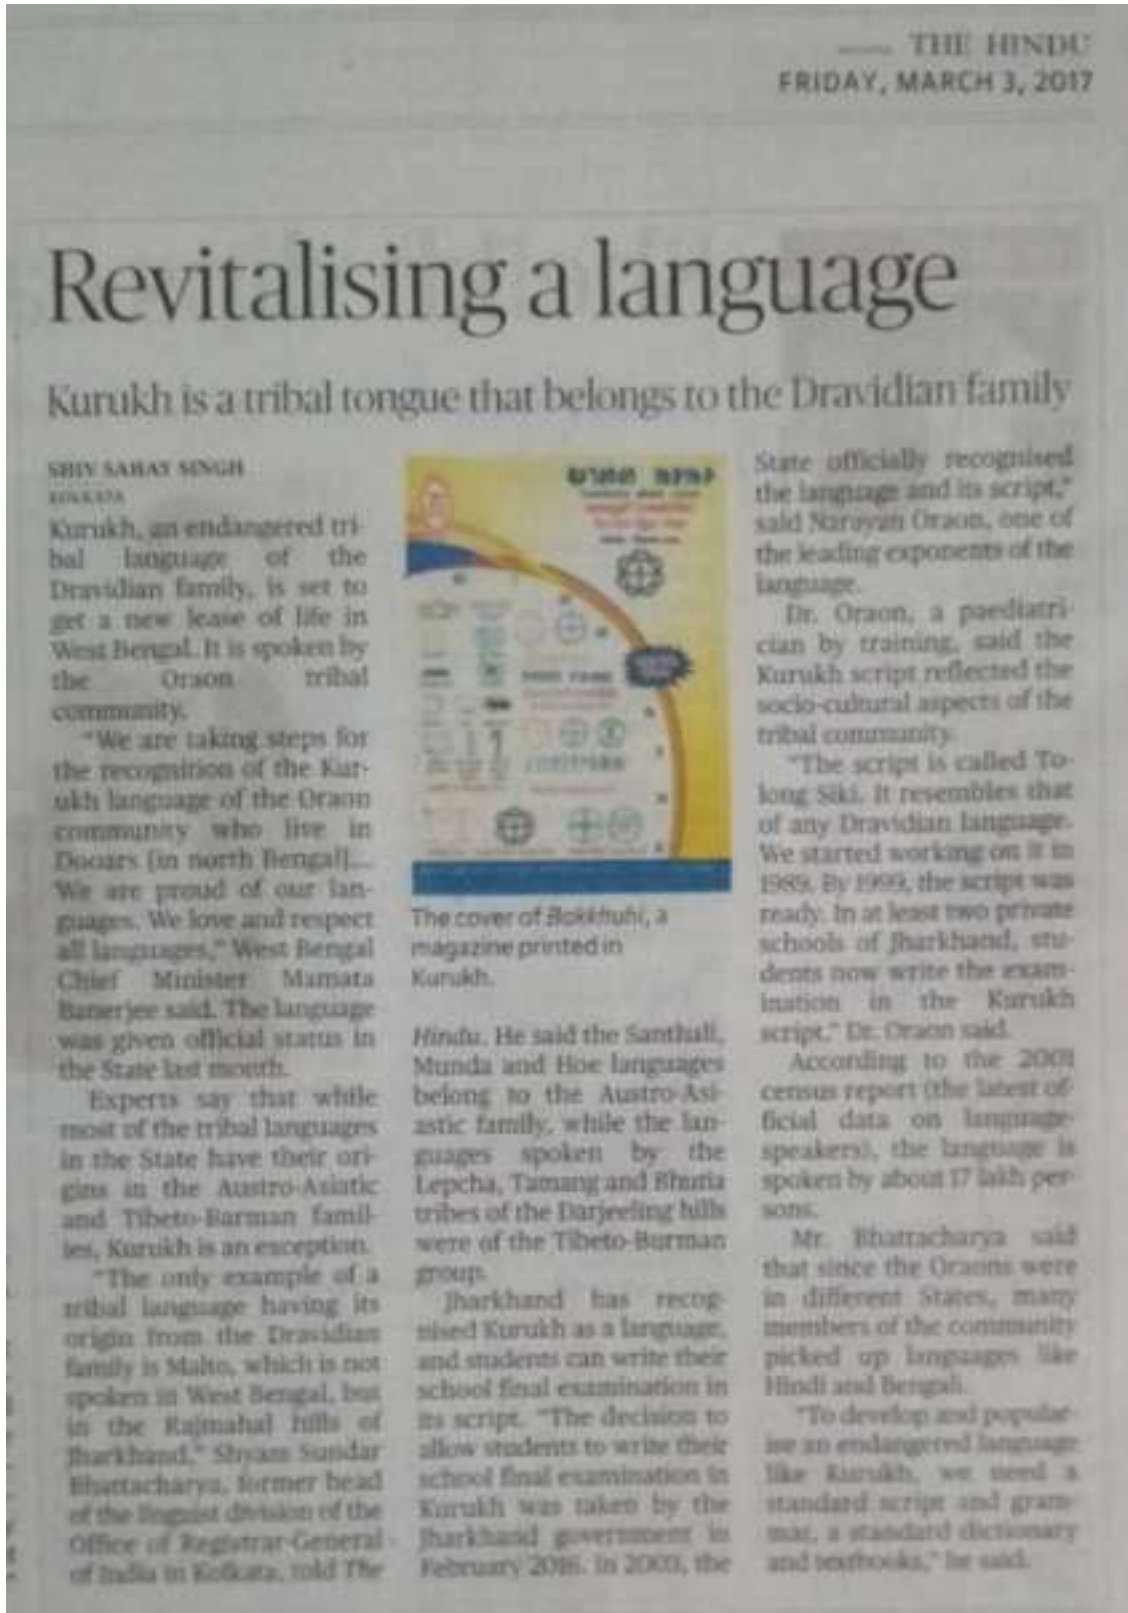 THE HINDU
FRIDAY, MARCH 3, 2017
Revitalising a language
Kurukh is a tribal tongue that belongs to the Dravidian family
SHIV SAHAY SINGH
KOLKATA
Kurukh, an endangered tri-
bal language of the
Dravidian family, is set to
get a new lease of life in
West Bengal. It is spoken by
the Oraon tribal
community.
"We are taking steps for
the recognition of the Kur-
ukh language of the Oraon
community who live in
Dooars [in north Bengal]...
We are proud of our lan-
guages. We love and respect
all languages," West Bengal
Chief Minister Mamata
Banerjee said. The language
was given official status in
the State last month.
Experts say that while
most of the tribal languages
in the State have their ori-
gins in the Austro-Asiatic
and Tibeto-Barman famil-
ies, Kurukh is an exception.
"The only example of a
tribal language having its
origin from the Dravidian
family is Malto, which is not
spoken in West Bengal, but
in the Rajmahal hills of
Jharkhand," Shyam Sundar
Bhattacharya, former head
of the linguist division of the
Office of Registrar-General
of India in Kolkata, told The
The cover of Bakkhuhi, a
magazine printed in
Kurukh.
Hindu. He said the Santhali,
Munda and Hoe languages
belong to the Austro-Asi-
astic family, while the lan-
guages spoken by the
Lepcha, Tamang and Bhutia
tribes of the Darjeeling hills
were of the Tibeto-Burman
group.
Jharkhand has recog-
nised Kurukh as a language,
and students can write their
school final examination in
its script. "The decision to
allow students to write their
school final examination in
Kurukh was taken by the
Jharkhand government in
February 2016. In 2003, the
State officially recognised
the language and its script,"
said Narayan Oraon, one of
the leading exponents of the
language.
Dr. Oraon, a paediatri-
cian by training, said the
Kurukh script reflected the
socio-cultural aspects of the
tribal community.
"The script is called To-
long Siki. It resembles that
of any Dravidian language.
We started working on it in
1989. By 1999, the script was
ready. In at least two private
schools of Jharkhand, stu-
dents now write the exam-
ination in the Kurukh
script," Dr. Oraon said.
According to the 2001
census report (the latest of-
ficial data on language-
speakers), the language is
spoken by about 17 lakh per-
sons.
Mr. Bhattacharya said
that since the Oraons were
in different States, many
members of the community
picked up languages like
Hindi and Bengali.
"To develop and popular-
ise an endangered language
like Kurukh, we need a
standard script and gram-
mar, a standard dictionary
and textbooks," he said.